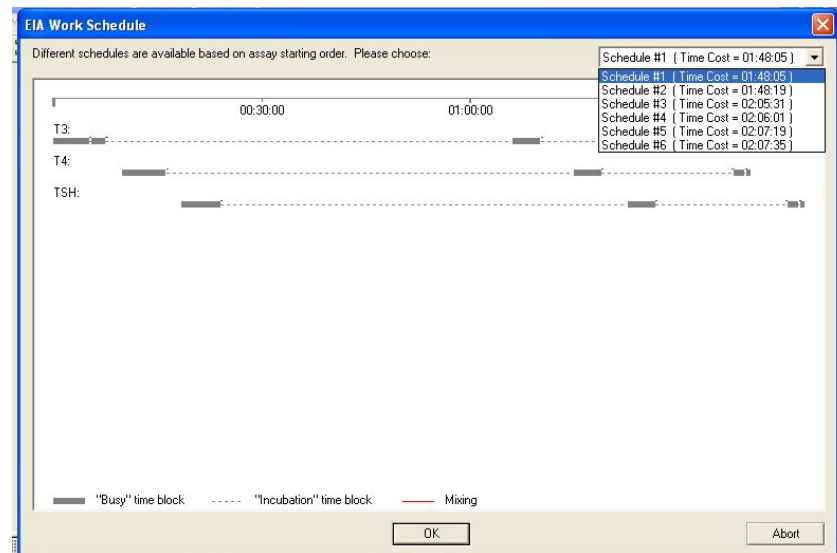 EIA Work Schedule
Different schedules are available based on assay starting order. Please choose:
Schedule #1 ( Time Cost = 01:48:05 )
Schedule #1 ( Time Cost = 01:48:05 )
Schedule #2 ( Time Cost = 01:48:19 )
Schedule #3 ( Time Cost = 02:05:31 )
Schedule #4 ( Time Cost = 02:06:01 )
Schedule #5 ( Time Cost = 02:07:19 )
Schedule #6 ( Time Cost = 02:07:35 )
00:30:00 01:00:00
T3:
T4:
TSH:
"Busy" time block "Incubation" time block Mixing
OK Abort